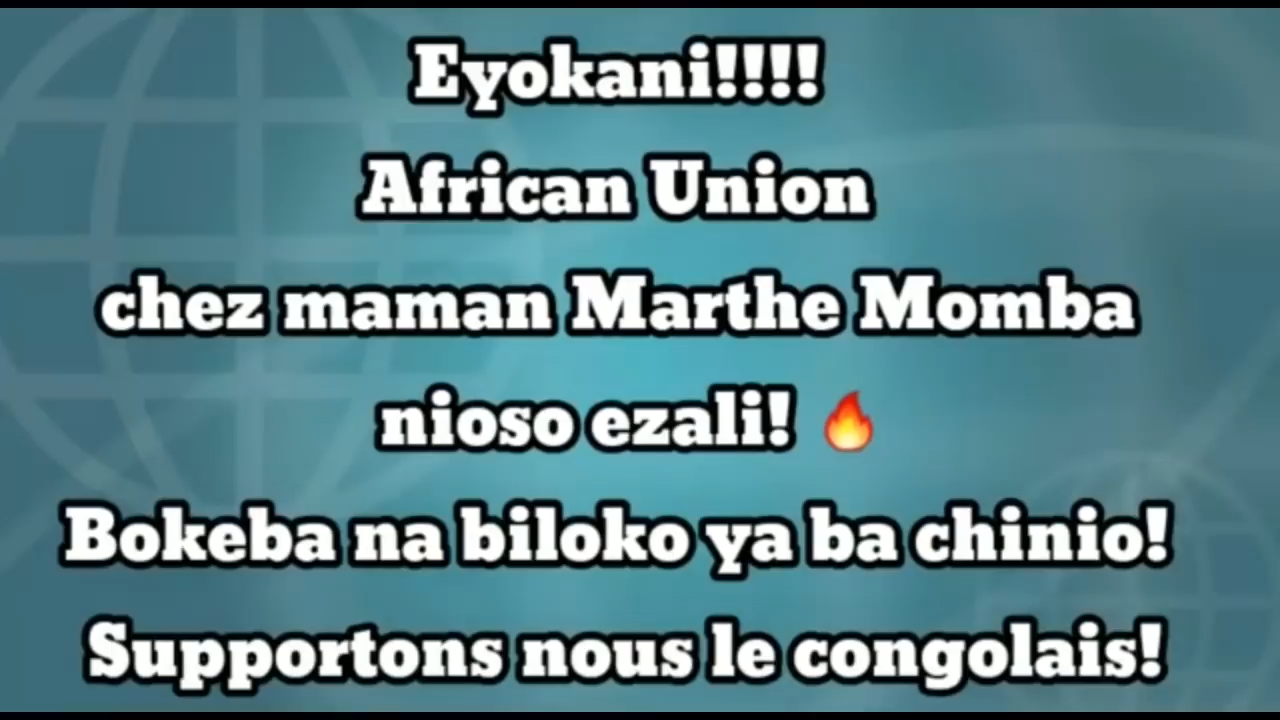 Eyokani!!!!
African Union
chez maman Marthe Momba
nioso ezali! 🔥
Bokeba na biloko ya ba chinio!
Supportons nous le congolais!